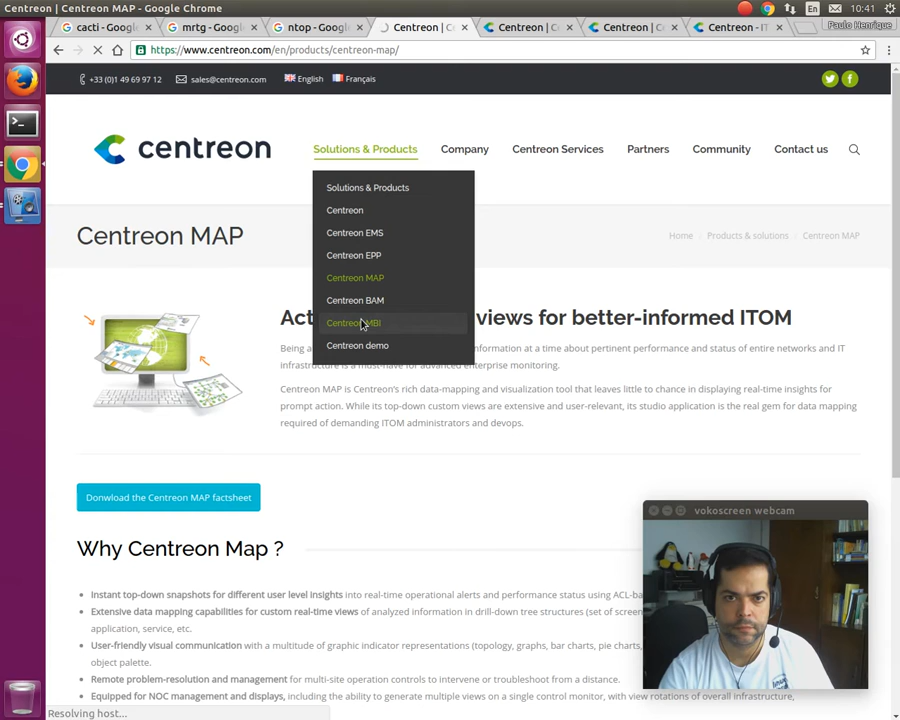 Centreon | Centreon MAP - Google Chrome
En
10:41
cacti - Googl
mrtg - Googl
ntop - Googl
Centreon | Ce
Centreon | C
Centreon | C
Centreon - IT
Paulo Henrique
https://www.centreon.com/en/products/centreon-map/
+33 (0)1 49 69 97 12
sales@centreon.com
English
Français
centreon
Solutions & Products
Company
Centreon Services
Partners
Community
Contact us
Solutions & Products
Centreon
Centreon EMS
Centreon EPP
Centreon MAP
Centreon BAM
Centreon MBI
Centreon demo
Centreon MAP
Home
Products & solutions
Centreon MAP
Act views for better-informed ITOM
Being a information at a time about pertinent performance and status of entire networks and IT
infrastructure is a must-have for advanced enterprise monitoring.
Centreon MAP is Centreon's rich data-mapping and visualization tool that leaves little to chance in displaying real-time insights for
prompt action. While its top-down custom views are extensive and user-relevant, its studio application is the real gem for data mapping
required of demanding ITOM administrators and devops.
Donwload the Centreon MAP factsheet
vokoscreen webcam
Why Centreon Map ?
Instant top-down snapshots for different user level insights into real-time operational alerts and performance status using ACL-ba
Extensive data mapping capabilities for custom real-time views of analyzed information in drill-down tree structures (set of screen
application, service, etc.
User-friendly visual communication with a multitude of graphic indicator representations (topology, graphs, bar charts, pie charts,
object palette.
Remote problem-resolution and management for multi-site operation controls to intervene or troubleshoot from a distance.
Equipped for NOC management and displays, including the ability to generate multiple views on a single control monitor, with view rotations of overall infrastructure,
Resolving host...